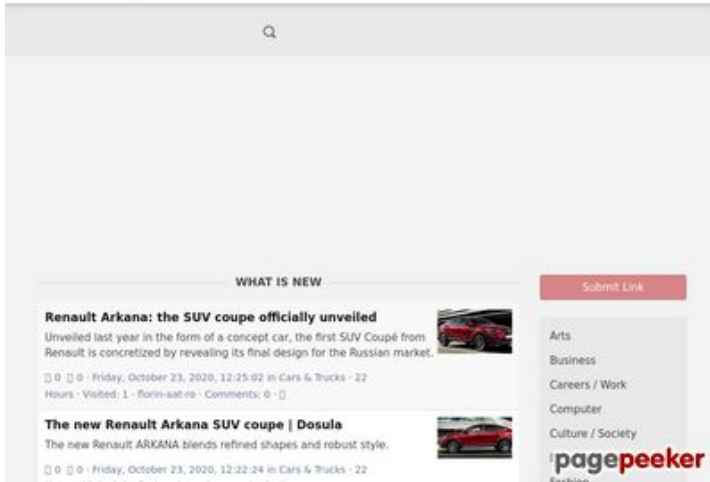 WHAT IS NEW
Renault Arkana: the SUV coupe officially unveiled
Unveiled last year in the form of a concept car, the first SUV Coupé from
Renault is concretized by revealing its final design for the Russian market.
0 0 · Friday, October 23, 2020, 12:25:02 in Cars & Trucks · 22
Hours · Visited: 1 · florin-aat-ro · Comments: 0 ·
The new Renault Arkana SUV coupe | Dosula
The new Renault ARKANA blends refined shapes and robust style.
0 0 · Friday, October 23, 2020, 12:22:24 in Cars & Trucks · 22
Submit Link
Arts
Business
Careers / Work
Computer
Culture / Society
Fashion
pagepeeker